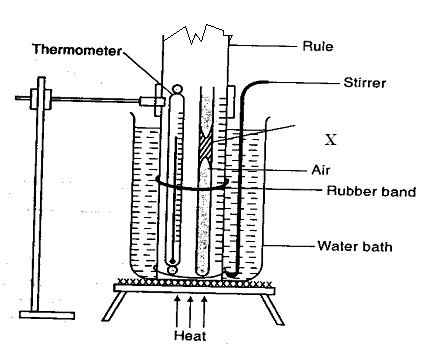 Thermometer
Rule
Stirrer
X
Air
Rubber band
Water bath
Heat